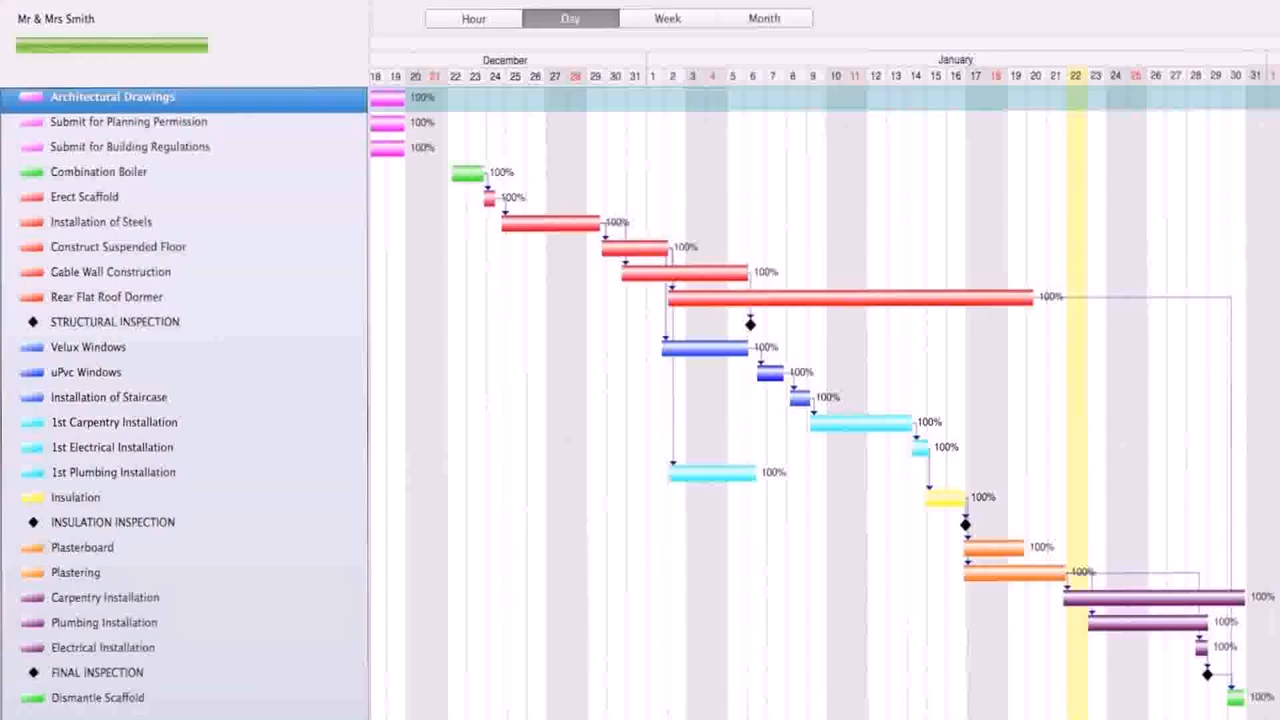 Mr & Mrs Smith
Hour Day Week Month
December January
18 19 20 21 22 23 24 25 26 27 28 29 30 31 1 2 3 4 5 6 7 8 9 10 11 12 13 14 15 16 17 18 19 20 21 22 23 24 25 26 27 28 29 30 31 1
Architectural Drawings 100%
Submit for Planning Permission 100%
Submit for Building Regulations 100%
Combination Boiler 100%
Erect Scaffold 100%
Installation of Steels 100%
Construct Suspended Floor 100%
Gable Wall Construction 100%
Rear Flat Roof Dormer 100%
STRUCTURAL INSPECTION
Velux Windows 100%
uPvc Windows 100%
Installation of Staircase 100%
1st Carpentry Installation 100%
1st Electrical Installation 100%
1st Plumbing Installation 100%
Insulation 100%
INSULATION INSPECTION
Plasterboard 100%
Plastering 100%
Carpentry Installation 100%
Plumbing Installation 100%
Electrical Installation 100%
FINAL INSPECTION
Dismantle Scaffold 100%